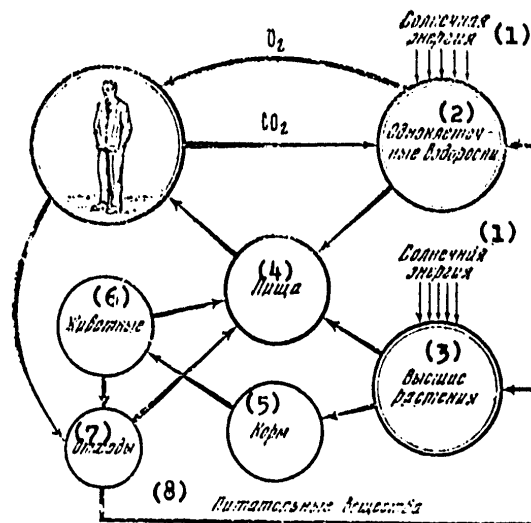 Солнечная (1)
энергия
O2
(2)
Одноклеточ-
ные водоросли
CO2
(1)
Солнечная
энергия
(4)
Пища
(6)
Животные
(3)
Высшие
растения
(5)
Корм
(7)
Отходы
(8) Питательные вещества